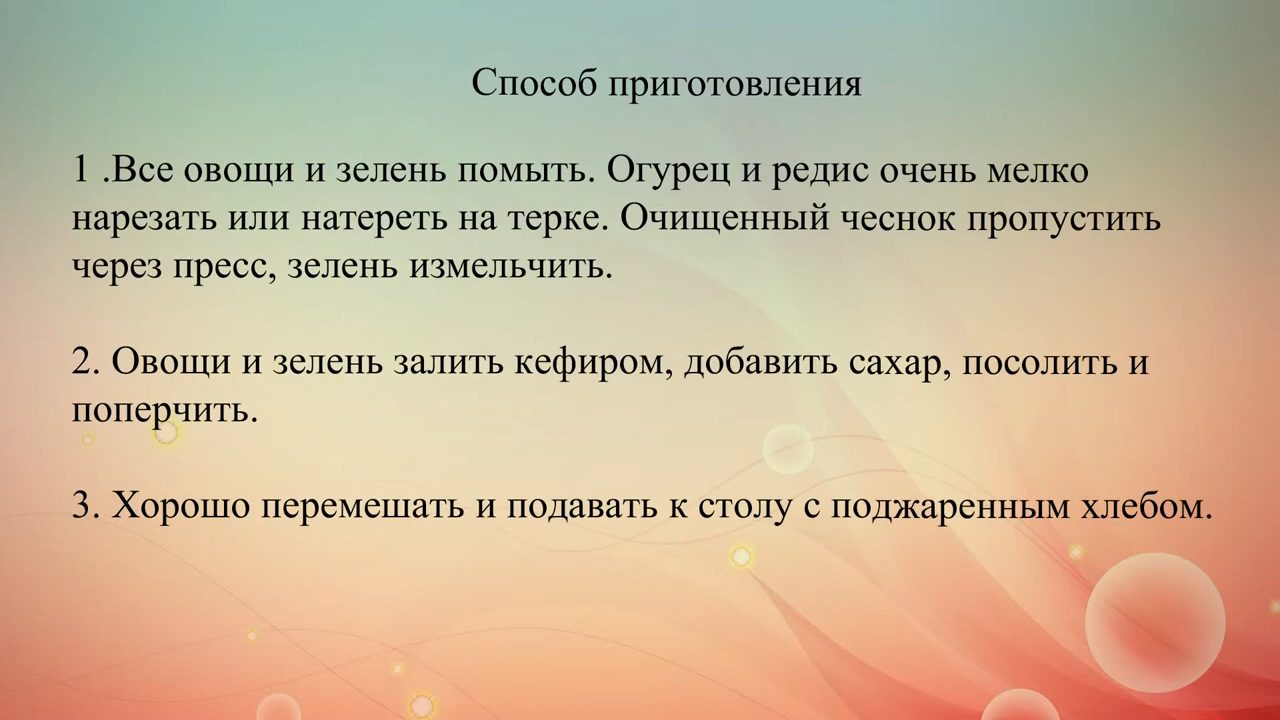 Способ приготовления
1 .Все овощи и зелень помыть. Огурец и редис очень мелко
нарезать или натереть на терке. Очищенный чеснок пропустить
через пресс, зелень измельчить.
2. Овощи и зелень залить кефиром, добавить сахар, посолить и
поперчить.
3. Хорошо перемешать и подавать к столу с поджаренным хлебом.